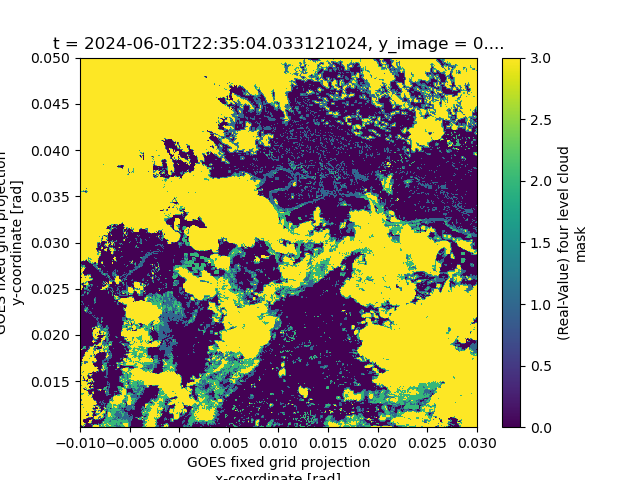 t = 2024-06-01T22:35:04.033121024, y_image = 0....
0.050
0.045
0.040
0.035
0.030
0.025
0.020
0.015
GOES fixed grid projection
y-coordinate [rad]
−0.010 −0.005 0.000 0.005 0.010 0.015 0.020 0.025 0.030
GOES fixed grid projection
x-coordinate [rad]
3.0
2.5
2.0
1.5
1.0
0.5
0.0
(Real-Value) four level cloud
mask